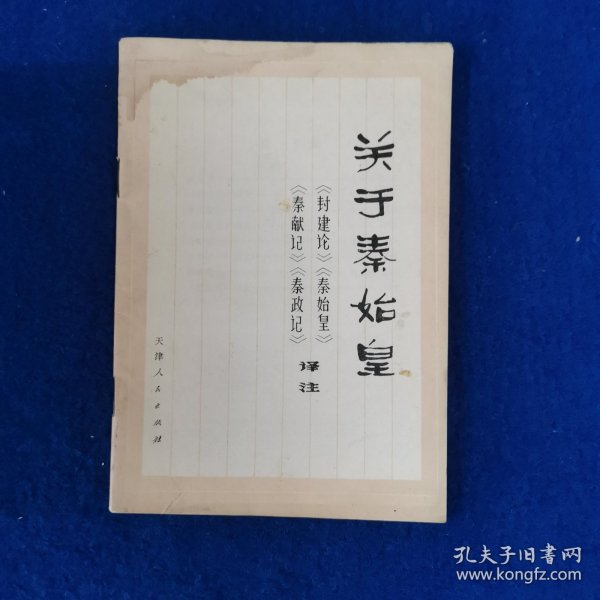 关于秦始皇
《封建论》《秦始皇》
《秦献记》《秦政记》
译注
天津人民出版社
孔夫子旧书网
www.kongfz.com